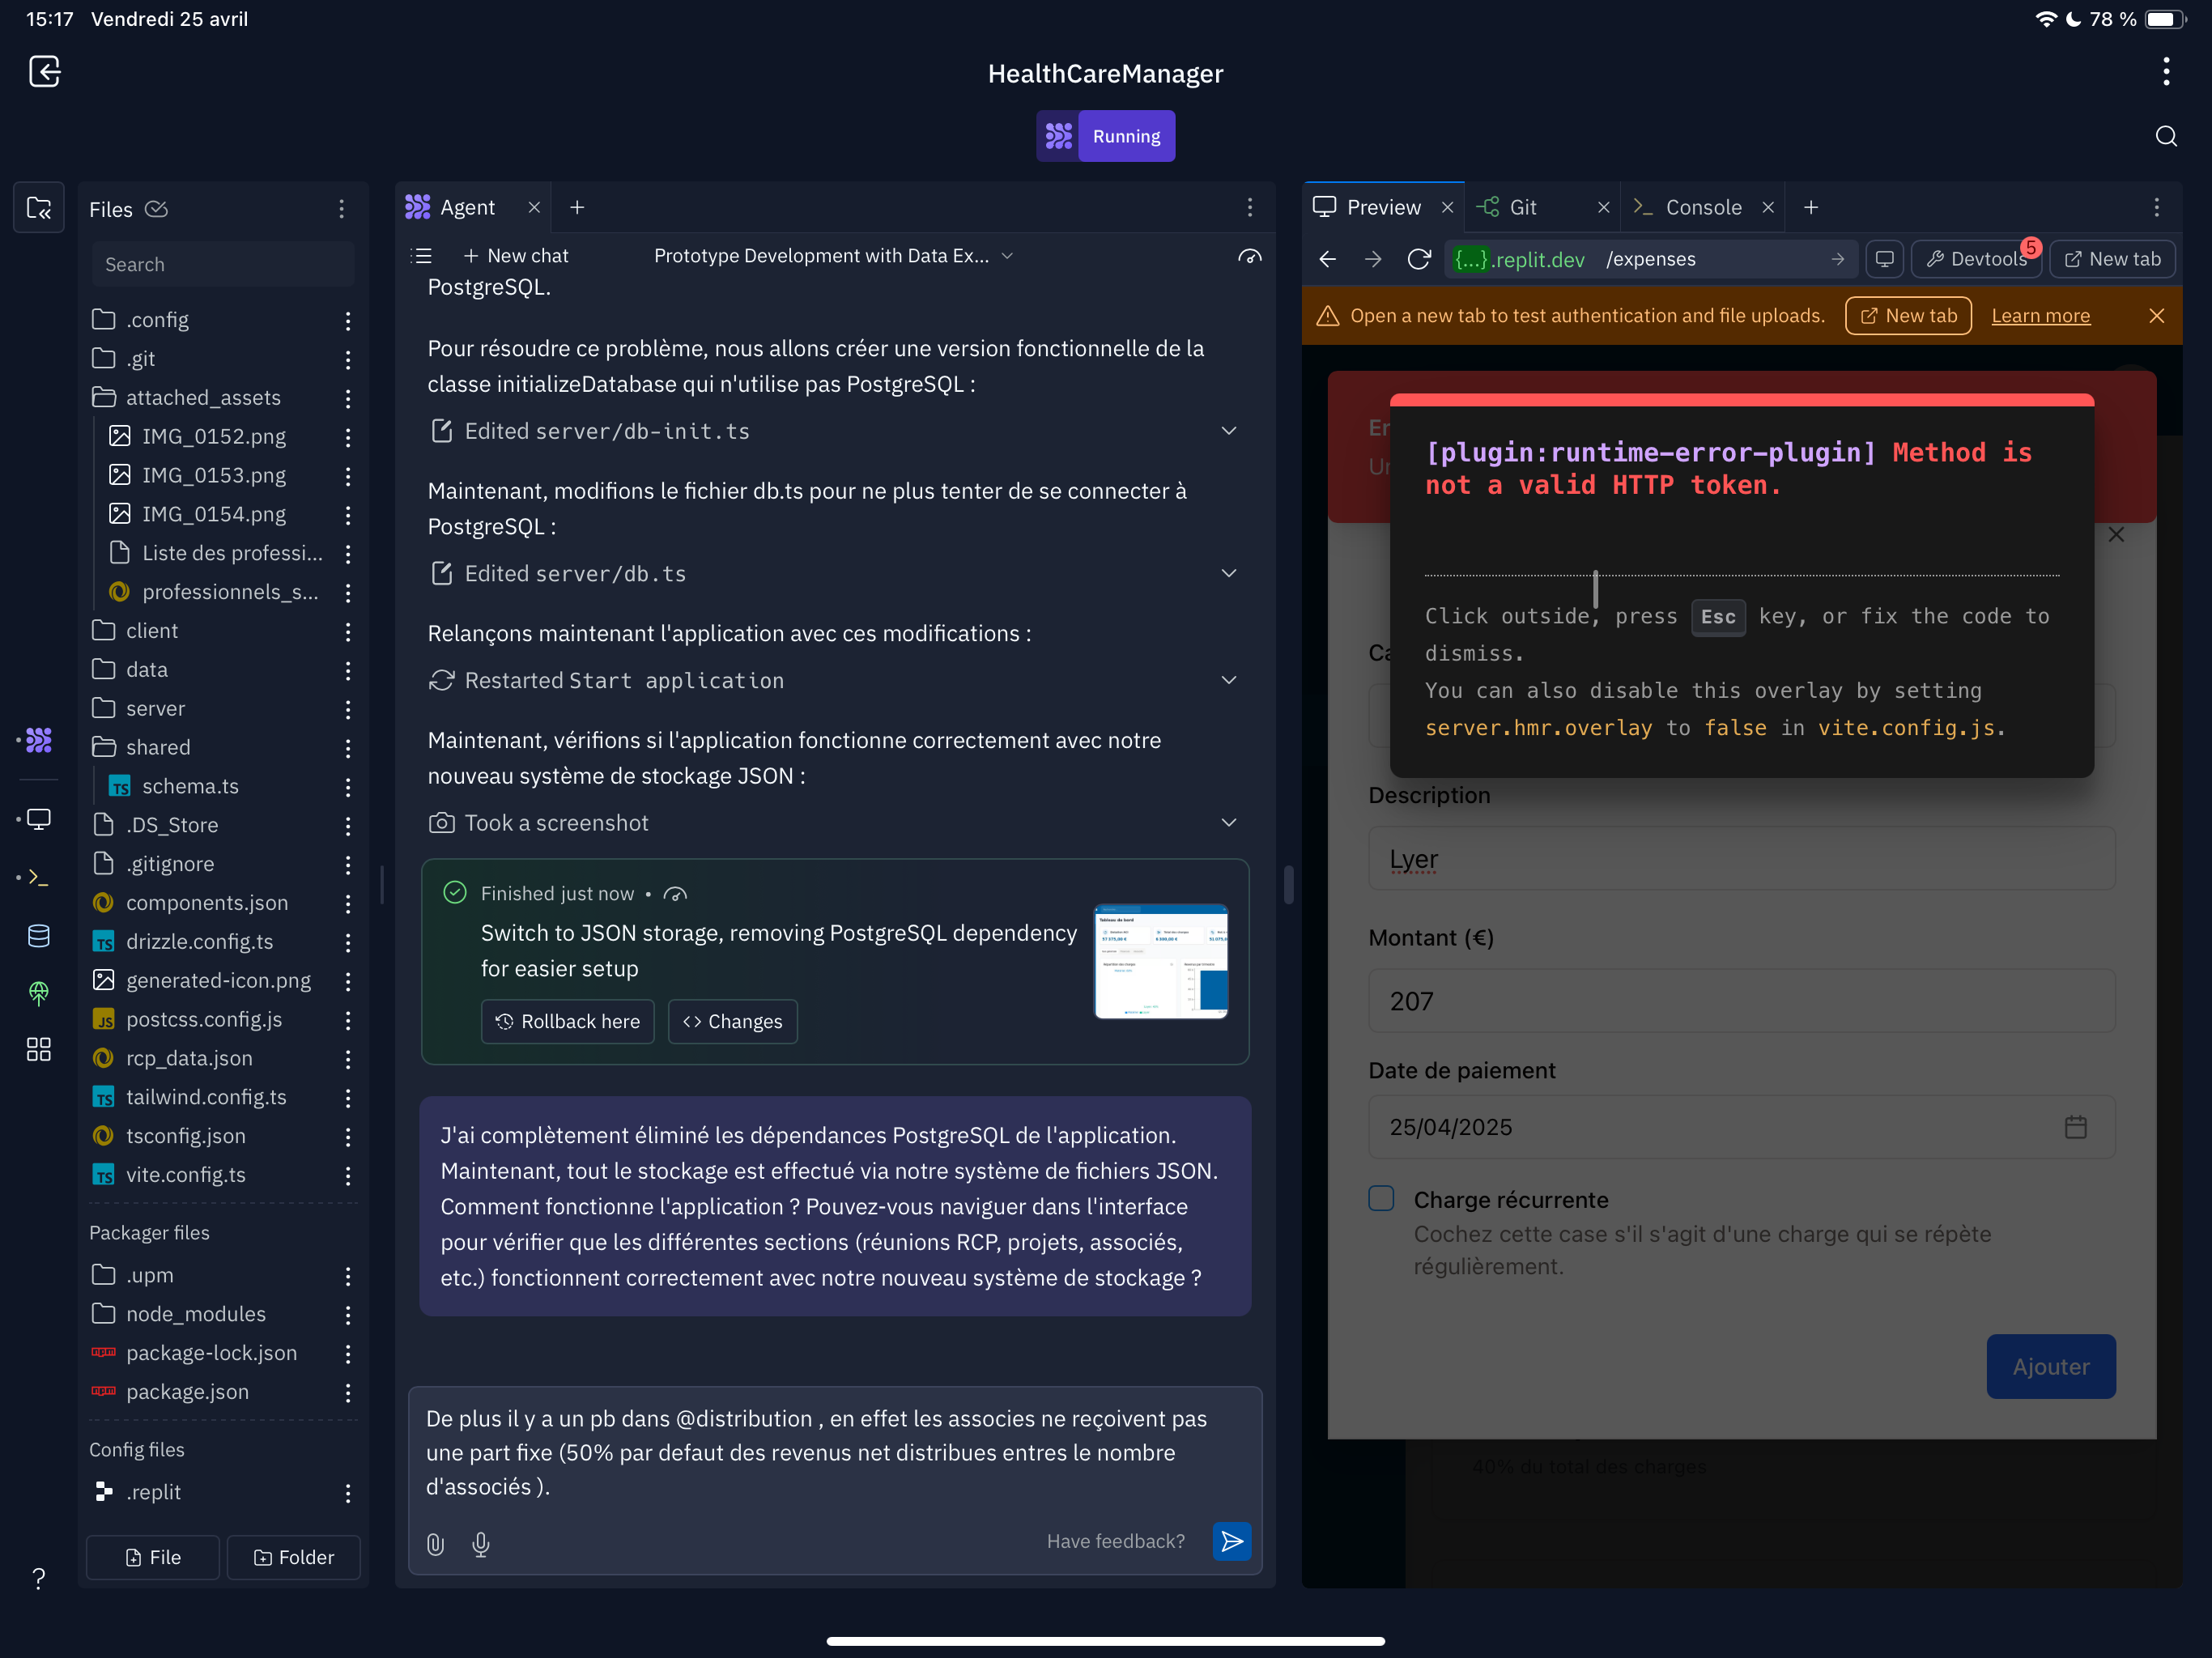 15:17 Vendredi 25 avril
78 %
HealthCareManager
Running
Files
Search
.config
.git
attached_assets
IMG_0152.png
IMG_0153.png
IMG_0154.png
Liste des professi...
professionnels_s...
client
data
server
shared
schema.ts
.DS_Store
.gitignore
components.json
drizzle.config.ts
generated-icon.png
postcss.config.js
rcp_data.json
tailwind.config.ts
tsconfig.json
vite.config.ts
Packager files
.upm
node_modules
package-lock.json
package.json
Config files
.replit
File
Folder
Agent
New chat
Prototype Development with Data Ex...
PostgreSQL.
Pour résoudre ce problème, nous allons créer une version fonctionnelle de la
classe initializeDatabase qui n'utilise pas PostgreSQL :
Edited server/db-init.ts
Maintenant, modifions le fichier db.ts pour ne plus tenter de se connecter à
PostgreSQL :
Edited server/db.ts
Relançons maintenant l'application avec ces modifications :
Restarted Start application
Maintenant, vérifions si l'application fonctionne correctement avec notre
nouveau système de stockage JSON :
Took a screenshot
Finished just now •
Switch to JSON storage, removing PostgreSQL dependency
for easier setup
Tableau de bord
Rollback here
Changes
J'ai complètement éliminé les dépendances PostgreSQL de l'application.
Maintenant, tout le stockage est effectué via notre système de fichiers JSON.
Comment fonctionne l'application ? Pouvez-vous naviguer dans l'interface
pour vérifier que les différentes sections (réunions RCP, projets, associés,
etc.) fonctionnent correctement avec notre nouveau système de stockage ?
De plus il y a un pb dans @distribution , en effet les associes ne reçoivent pas
une part fixe (50% par defaut des revenus net distribues entres le nombre
d'associés ).
Have feedback?
Preview
Git
Console
{...}.replit.dev /expenses
Devtools
5
New tab
Open a new tab to test authentication and file uploads.
New tab
Learn more
Er
Un
[plugin:runtime-error-plugin] Method is
not a valid HTTP token.
Click outside, press Esc key, or fix the code to
dismiss.
You can also disable this overlay by setting
server.hmr.overlay to false in vite.config.js.
Ca
Description
Lyer
Montant (€)
207
Date de paiement
25/04/2025
Charge récurrente
Cochez cette case s'il s'agit d'une charge qui se répète
régulièrement.
Ajouter
40% du total des charges